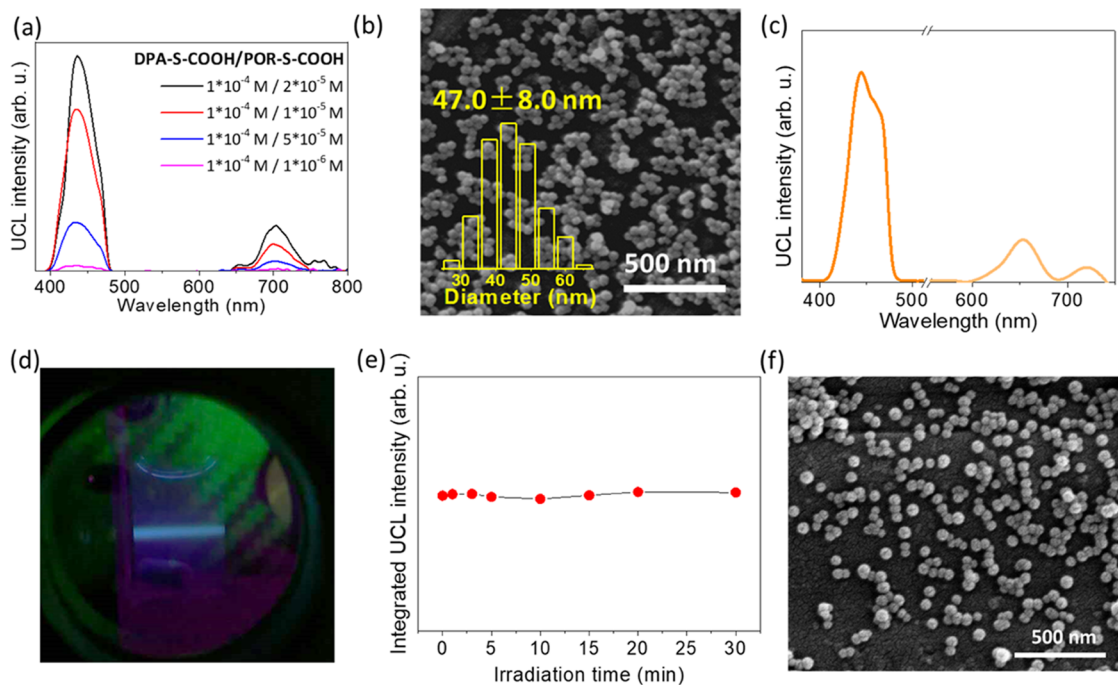 (a)
UCL intensity (arb. u.)
DPA-S-COOH/POR-S-COOH
1*10⁻⁴ M / 2*10⁻⁵ M
1*10⁻⁴ M / 1*10⁻⁵ M
1*10⁻⁴ M / 5*10⁻⁵ M
1*10⁻⁴ M / 1*10⁻⁶ M
400 500 600 700 800
Wavelength (nm)
(b)
47.0±8.0 nm
30 40 50 60
Diameter (nm)
500 nm
(c)
UCL intensity (arb. u.)
400 500 600 700
Wavelength (nm)
(d)
(e)
Integrated UCL intensity (arb. u.)
0 5 10 15 20 25 30
Irradiation time (min)
(f)
500 nm